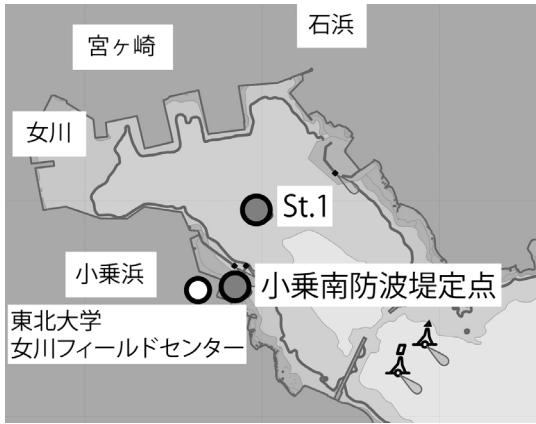 石浜
宮ヶ崎
女川
St.1
小乗浜
小乗南防波堤定点
東北大学
女川フィールドセンター